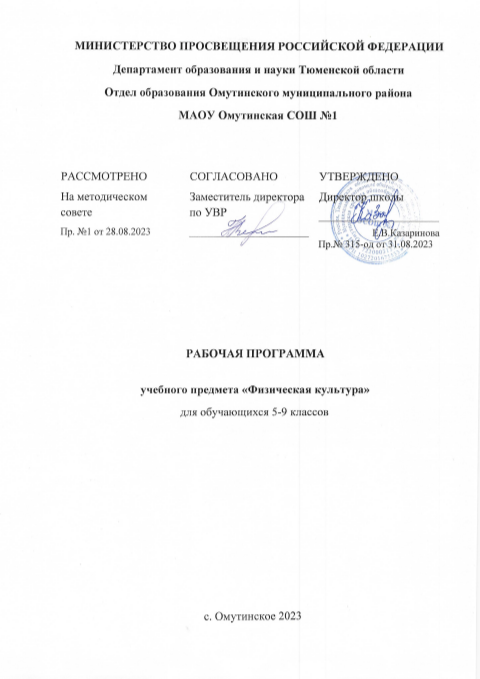 МИНИСТЕРСТВО ПРОСВЕЩЕНИЯ РОССИЙСКОЙ ФЕДЕРАЦИИ
Департамент образования и науки Тюменской области
Отдел образования Омутинского муниципального района
МАОУ Омутинская СОШ №1
РАССМОТРЕНО
На методическом
совете
Пр. №1 от 28.08.2023
СОГЛАСОВАНО
Заместитель директора
по УВР
УТВЕРЖДЕНО
Директор школы
Е.В.Казаринова
Пр.№ 315-од от 31.08.2023
РАБОЧАЯ ПРОГРАММА
учебного предмета «Физическая культура»
для обучающихся 5-9 классов
с. Омутинское 2023